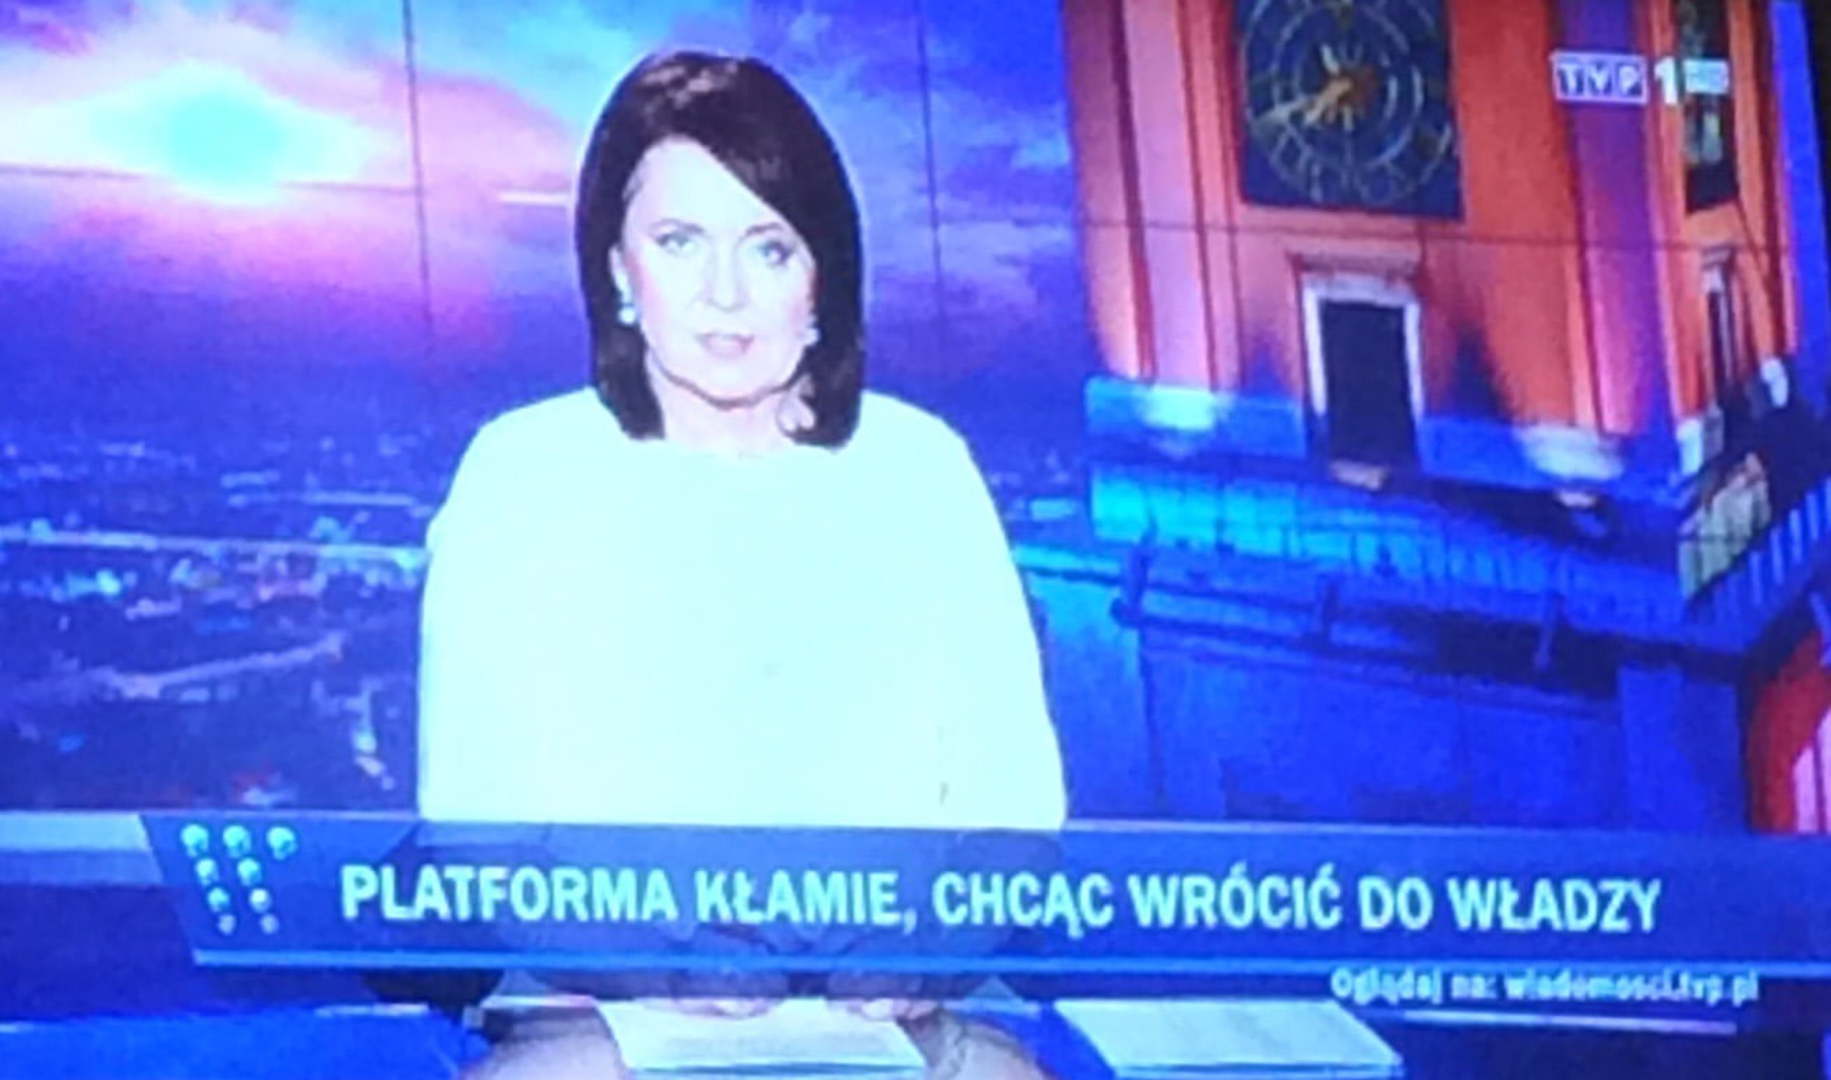 TVP 1 HD
PLATFORMA KŁAMIE, CHCĄC WRÓCIĆ DO WŁADZY
Oglądaj na: wiadomosci.tvp.pl